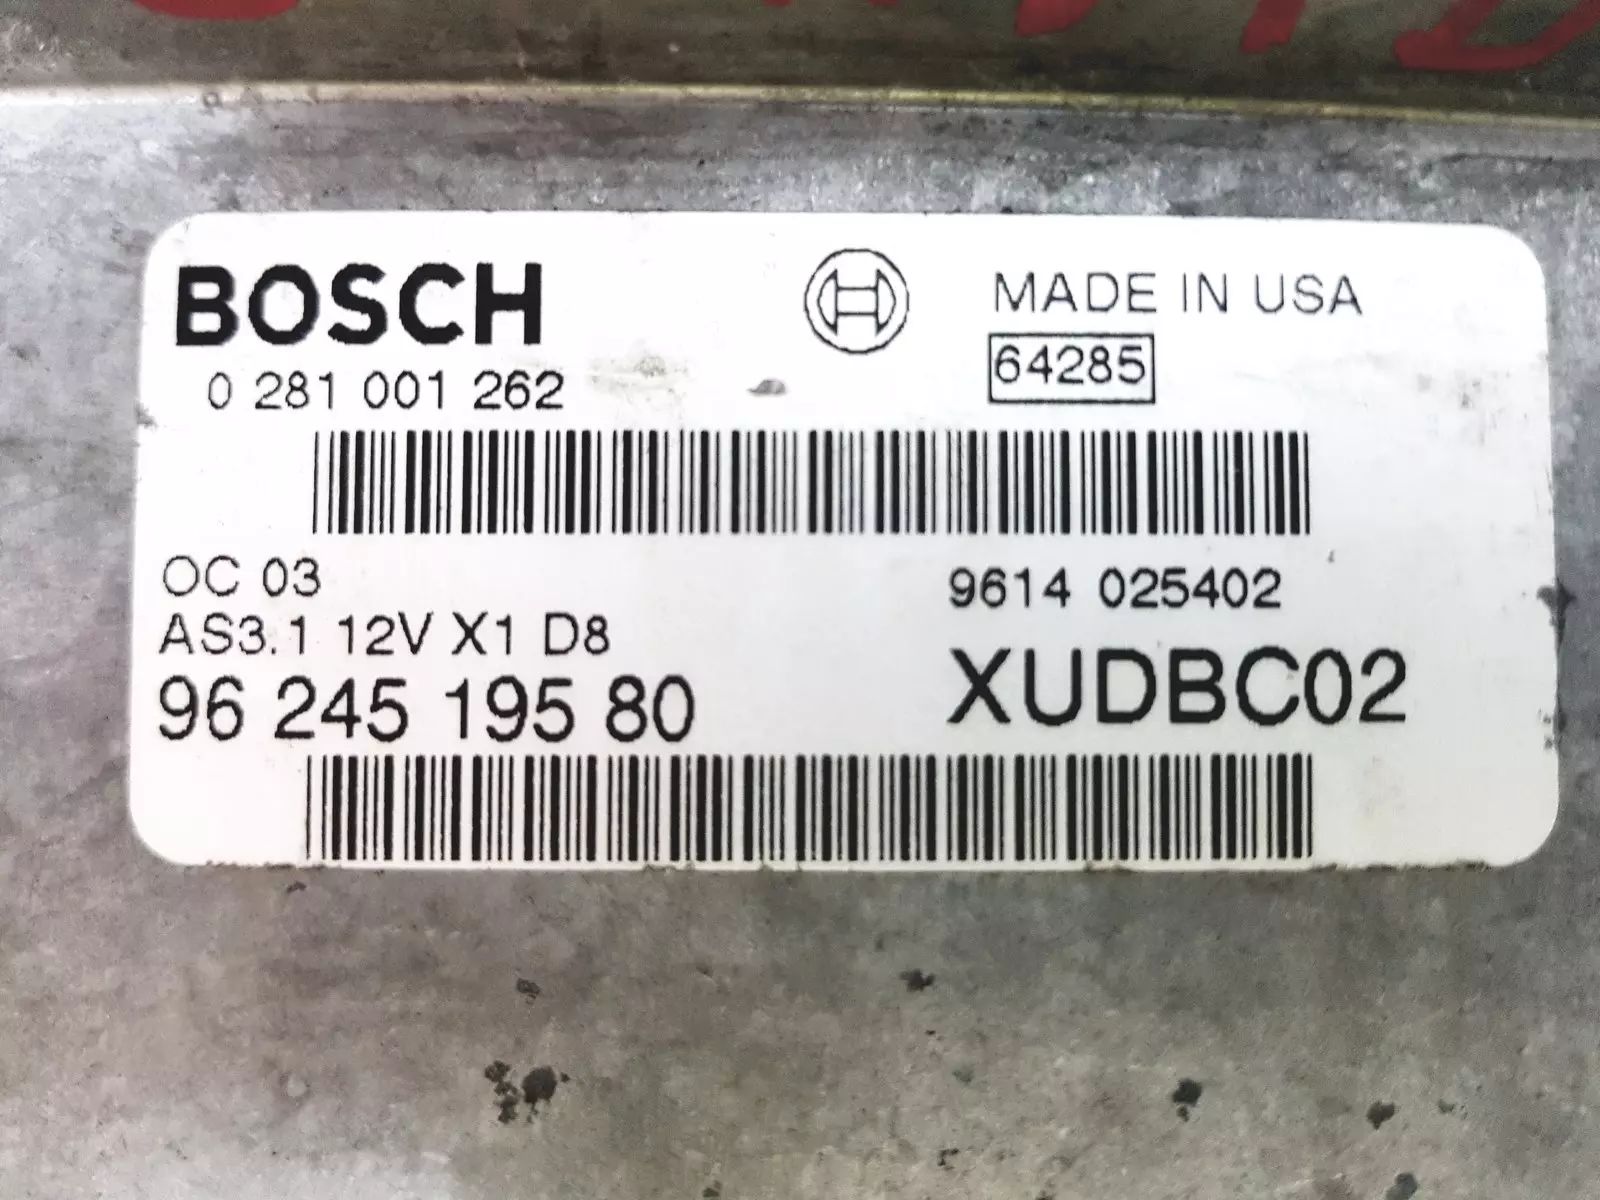 BOSCH
MADE IN USA
0 281 001 262
64285
OC 03
9614 025402
AS3.1 12V X1 D8
96 245 195 80
XUDBC02